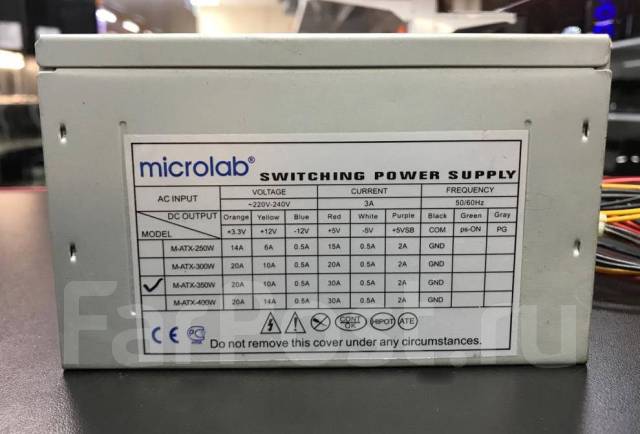 microlab® SWITCHING POWER SUPPLY
AC INPUT VOLTAGE CURRENT FREQUENCY
~220V-240V 3A 50/60Hz
DC OUTPUT Orange Yellow Blue Red White Purple Black Green Gray
MODEL +3.3V +12V -12V +5V -5V +5VSB COM ps-ON PG
M-ATX-250W 14A 6A 0.5A 15A 0.5A 2A GND
M-ATX-300W 20A 10A 0.5A 30A 0.5A 2A GND
M-ATX-350W 20A 10A 0.5A 30A 0.5A 2A GND
M-ATX-400W 20A 14A 0.5A 30A 0.5A 2A GND
CE PC CONT OK HIPOT ATE
Do not remove this cover under any circumstances.
FarPost.ru